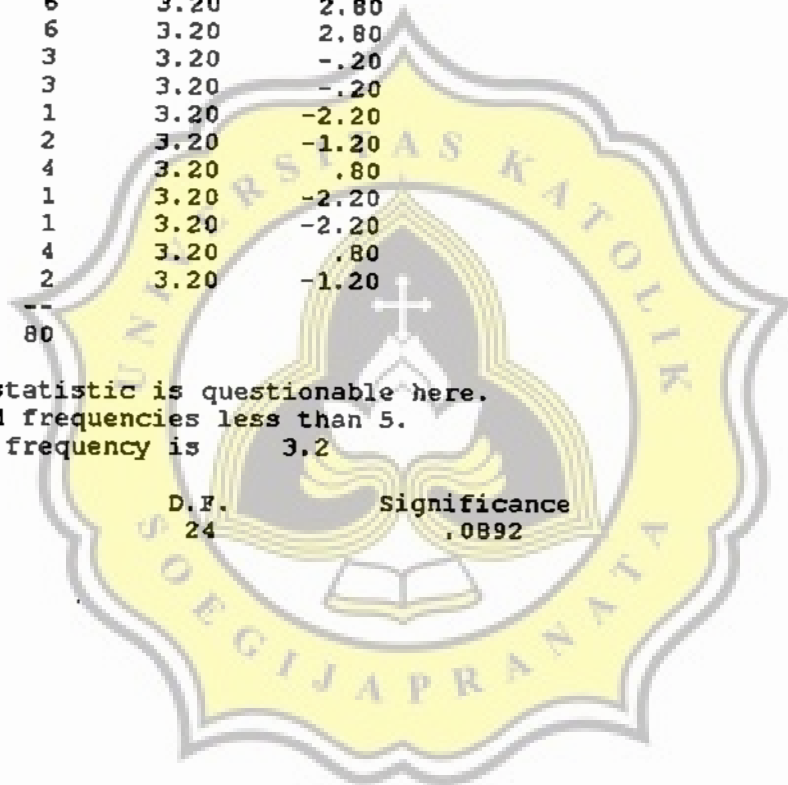 6 3.20 2.80
6 3.20 2.80
3 3.20 -.20
3 3.20 -.20
1 3.20 -2.20
2 3.20 -1.20
4 3.20 .80
1 3.20 -2.20
1 3.20 -2.20
4 3.20 .80
2 3.20 -1.20
--
80
statistic is questionable here.
frequencies less than 5.
frequency is 3.2
D.F. Significance
24 .0892
UNIVERSITAS KATOLIK
SOEGIJAPRANATA